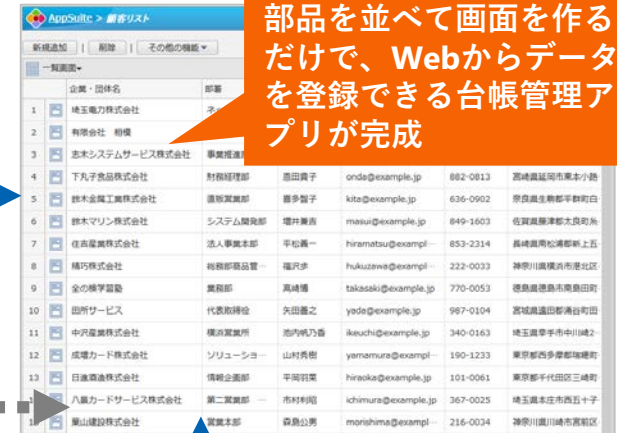 AppSuite > 顧客リスト
部品を並べて画面を作る
だけで、Webからデータ
を登録できる台帳管理ア
プリが完成
新規追加 | 削除 | その他の機能▼
一覧画面▼
企業・団体名 部署
1 埼玉電力株式会社
2 有限会社 相模
3 志木システムサービス株式会社 事業推進
4 下丸子食品株式会社 財務経理部 恩田貴子 onda@example.jp 882-0813 宮崎県延岡市東本小路
5 鈴木金属工業株式会社 直販営業部 喜多智子 kita@example.jp 636-0902 奈良県生駒郡平群町白
6 鈴木マリン株式会社 システム開発部 増井兼吉 masui@example.jp 849-1603 佐賀県藤津郡太良町糸
7 住吉産業株式会社 法人事業本部 平松義一 hiramatsu@exampl… 853-2314 長崎県南松浦郡新上五
8 精巧株式会社 総務部商品管… 福沢歩 hukuzawa@exampl… 222-0033 神奈川県横浜市港北区
9 全の榛学習塾 業務部 高崎博 takasaki@example.jp 770-0053 徳島県徳島市南島田町
10 田所サービス 代表取締役 矢田善之 yada@example.jp 987-0104 宮城県遠田郡涌谷町田
11 中沢産業株式会社 横浜営業所 池内帆乃香 ikeuchi@example.jp 340-0163 埼玉県幸手市中川崎2
12 成増カード株式会社 ソリューショ… 山村秀樹 yamamura@exampl… 190-1233 東京都西多摩郡瑞穂町
13 日進酒造株式会社 情報企画部 平岡羽菜 hiraoka@example.jp 101-0061 東京都千代田区三崎町
八島カードサービス株式会社 第二営業部 … 市村利昭 ichimura@example.jp 367-0025 埼玉県本庄市西五十子
葉山建設株式会社 営業本部 森島公男 morishima@exampl… 216-0034 神奈川県川崎市宮前区